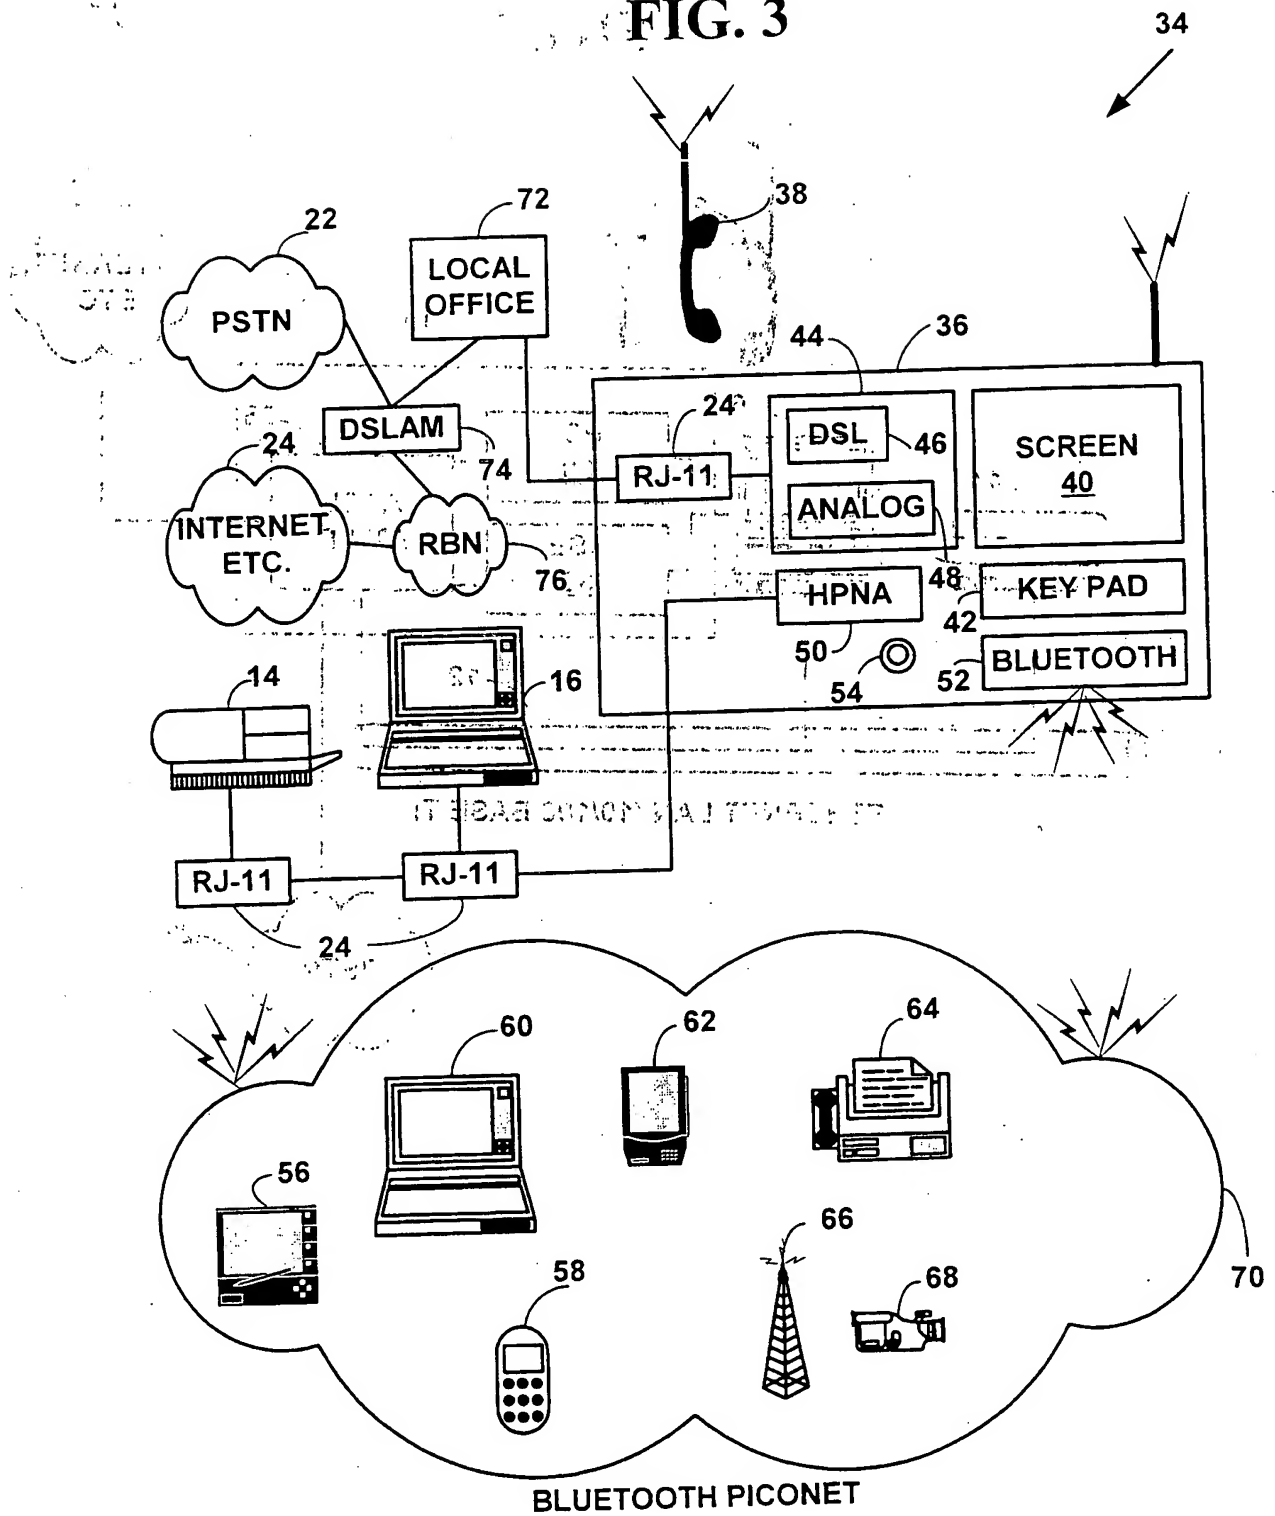 FIG. 3
34
72
38
22
LOCAL
OFFICE
PSTN
44
36
24
DSL
46
SCREEN
40
DSLAM
74
24
RJ-11
ANALOG
INTERNET,
ETC.
RBN
76
48
HPNA
KEY PAD
42
50
54
52
BLUETOOTH
14
16
RJ-11
RJ-11
24
60
62
64
56
66
58
68
70
BLUETOOTH PICONET